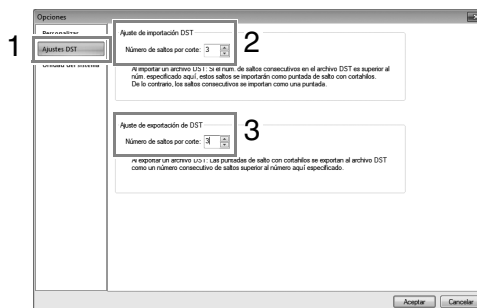 Opciones
Personalizar
1
Ajustes DST
Unidad del sistema
Ajuste de importación DST
Número de saltos por corte: 3
2
Al importar un archivo DST: Si el núm. de saltos consecutivos en el archivo DST es superior al
núm. especificado aquí, estos saltos se importarán como puntada de salto con cortahilos.
De lo contrario, los saltos consecutivos se importan como una puntada.
Ajuste de exportación de DST
Número de saltos por corte: 3
3
Al exportar un archivo DST: Las puntadas de salto con cortahilos se exportan al archivo DST
como un número consecutivo de saltos superior al número aquí especificado.
Aceptar
Cancelar